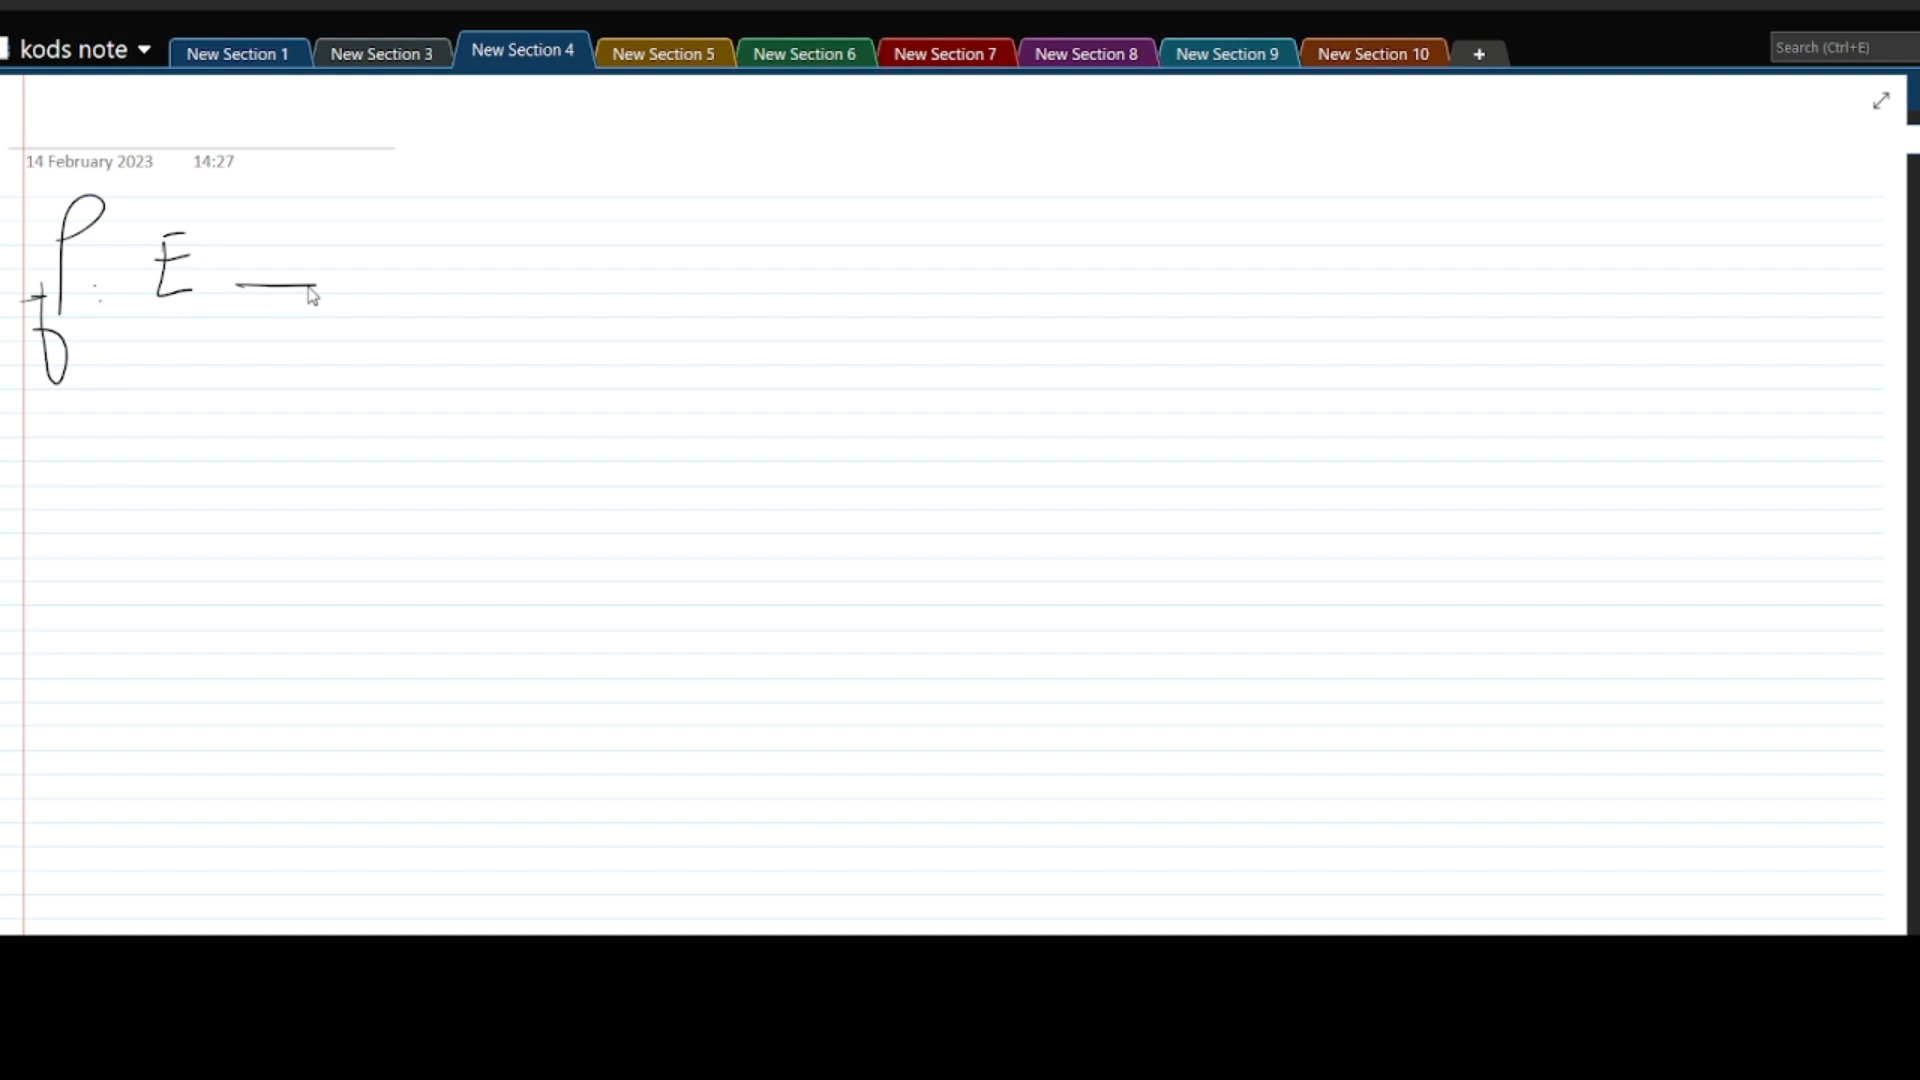 kods note
New Section 1
New Section 3
New Section 4
New Section 5
New Section 6
New Section 7
New Section 8
New Section 9
New Section 10
+
Search (Ctrl+E)
14 February 2023 14:27
P : E —